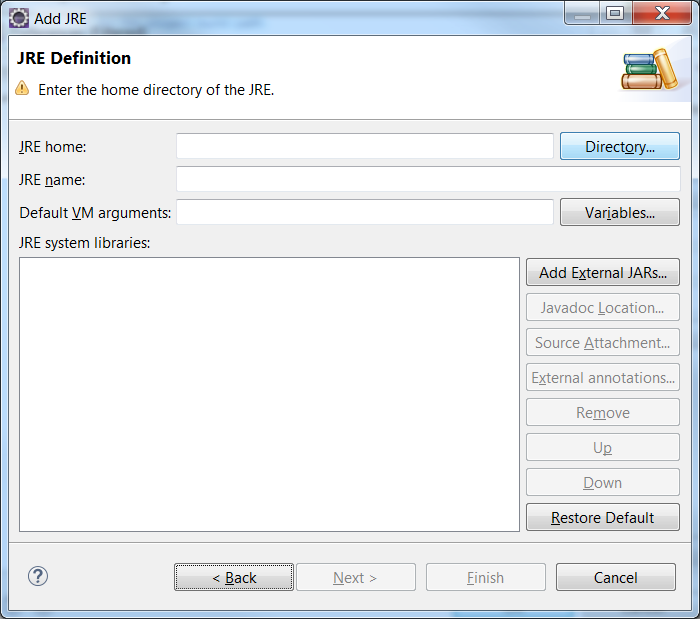 Add JRE
JRE Definition
Enter the home directory of the JRE.
JRE home:
Directory...
JRE name:
Default VM arguments:
Variables...
JRE system libraries:
Add External JARs...
Javadoc Location...
Source Attachment...
External annotations...
Remove
Up
Down
Restore Default
?
< Back
Next >
Finish
Cancel